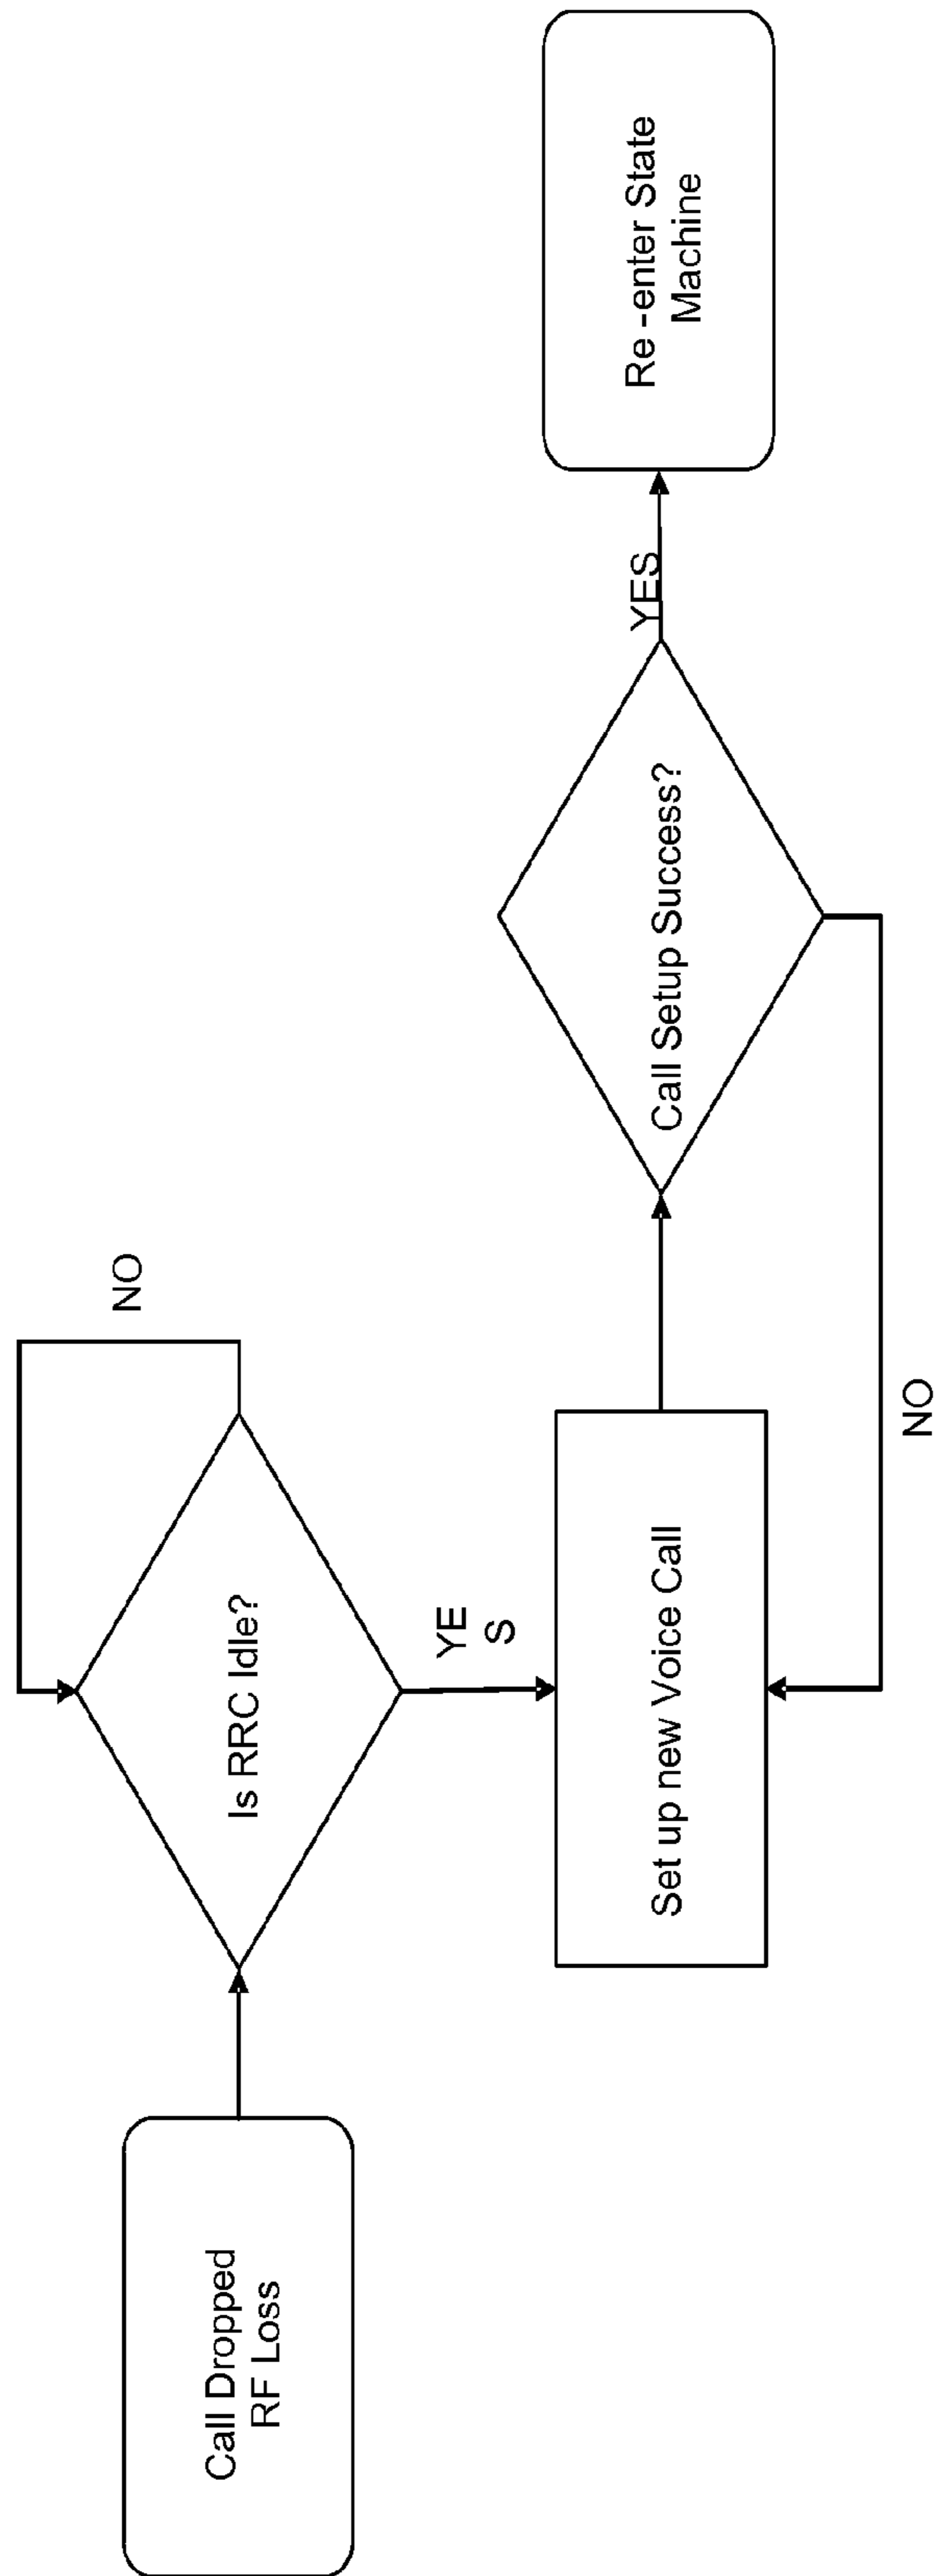 Call Dropped
RF Loss
Is RRC Idle?
NO
YE
S
Set up new Voice Call
Call Setup Success?
NO
YES
Re -enter State
Machine